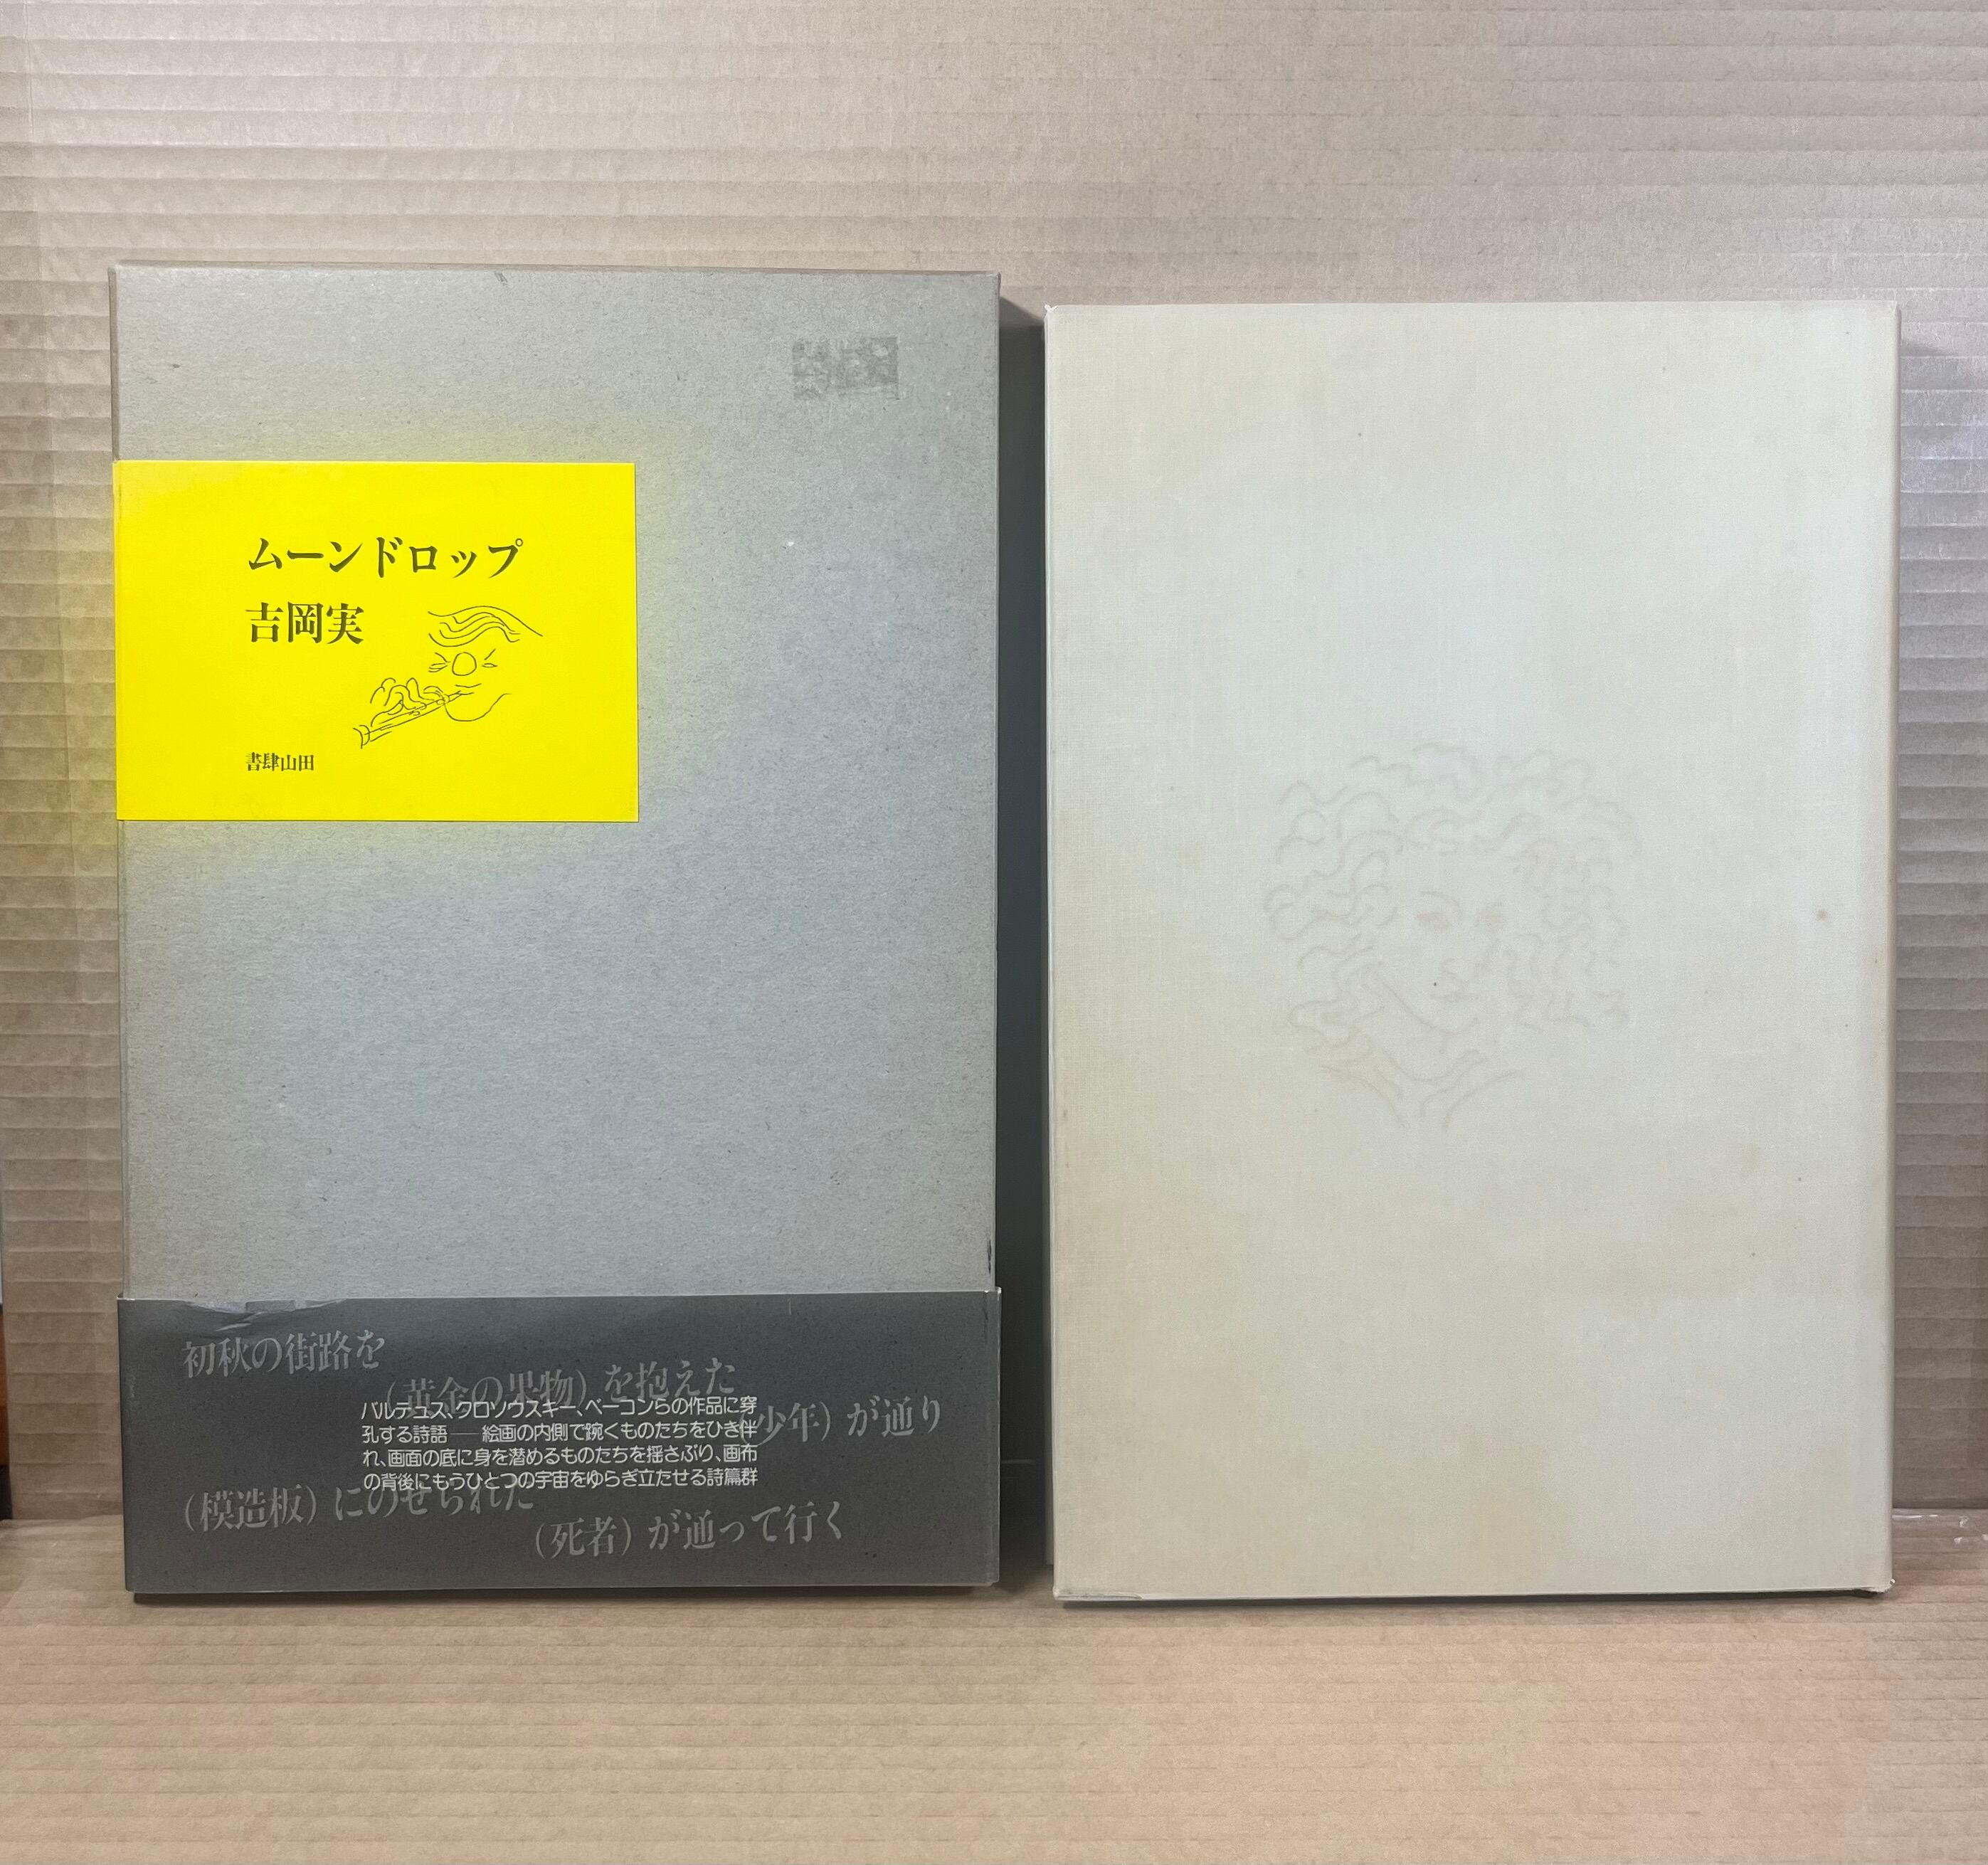 ムーンドロップ
吉岡実
書肆山田
初秋の街路を
(黄金の果物) を抱えた
(少年) が通り
バルテュス、クロソウスキー、ベーコンらの作品に穿
孔する詩語──絵画の内側で踠くものたちをひき伴
れ、画面の底に身を潜めるものたちを揺さぶり、画布
の背後にもうひとつの宇宙をゆらぎ立たせる詩篇群
(模造板) にのせられた
(死者) が通って行く